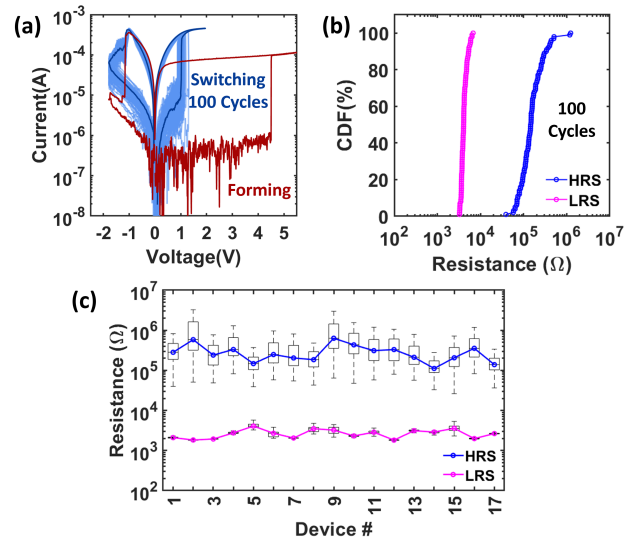 (a)
Current(A)
10⁻³
10⁻⁴
10⁻⁵
10⁻⁶
10⁻⁷
10⁻⁸
Switching
100 Cycles
Forming
-2 -1 0 1 2 3 4 5
Voltage(V)
(b)
CDF(%)
100
80
60
40
20
0
100
Cycles
HRS
LRS
10² 10³ 10⁴ 10⁵ 10⁶ 10⁷
Resistance (Ω)
(c)
Resistance (Ω)
10⁷
10⁶
10⁵
10⁴
10³
10²
HRS
LRS
1 3 5 7 9 11 13 15 17
Device #